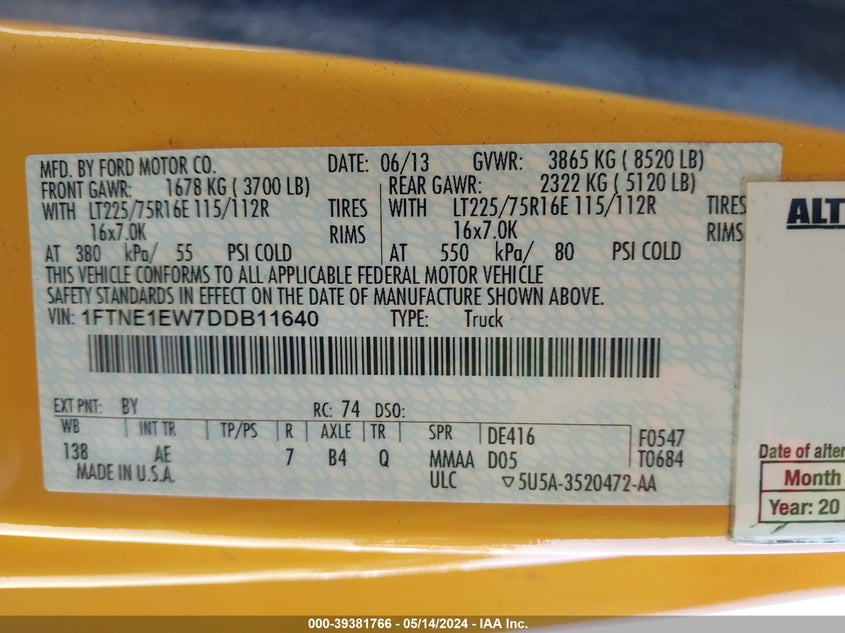 MFD. BY FORD MOTOR CO. DATE: 06/13 GVWR: 3865 KG ( 8520 LB)
FRONT GAWR: 1678 KG ( 3700 LB) REAR GAWR: 2322 KG ( 5120 LB)
WITH LT225/75R16E 115/112R TIRES WITH LT225/75R16E 115/112R TIRES
16x7.0K RIMS 16x7.0K RIMS
AT 380 kPa/ 55 PSI COLD AT 550 kPa/ 80 PSI COLD
THIS VEHICLE CONFORMS TO ALL APPLICABLE FEDERAL MOTOR VEHICLE
SAFETY STANDARDS IN EFFECT ON THE DATE OF MANUFACTURE SHOWN ABOVE.
VIN: 1FTNE1EW7DDB11640 TYPE: Truck
EXT PNT: BY RC: 74 DSO:
WB INT TR TP/PS R AXLE TR SPR DE416 F0547
138 AE 7 B4 Q MMAA D05 T0684
MADE IN U.S.A. ULC ▽5U5A-3520472-AA
ALT
Date of alter
Month
Year: 20
000-39381766 - 05/14/2024 - IAA Inc.